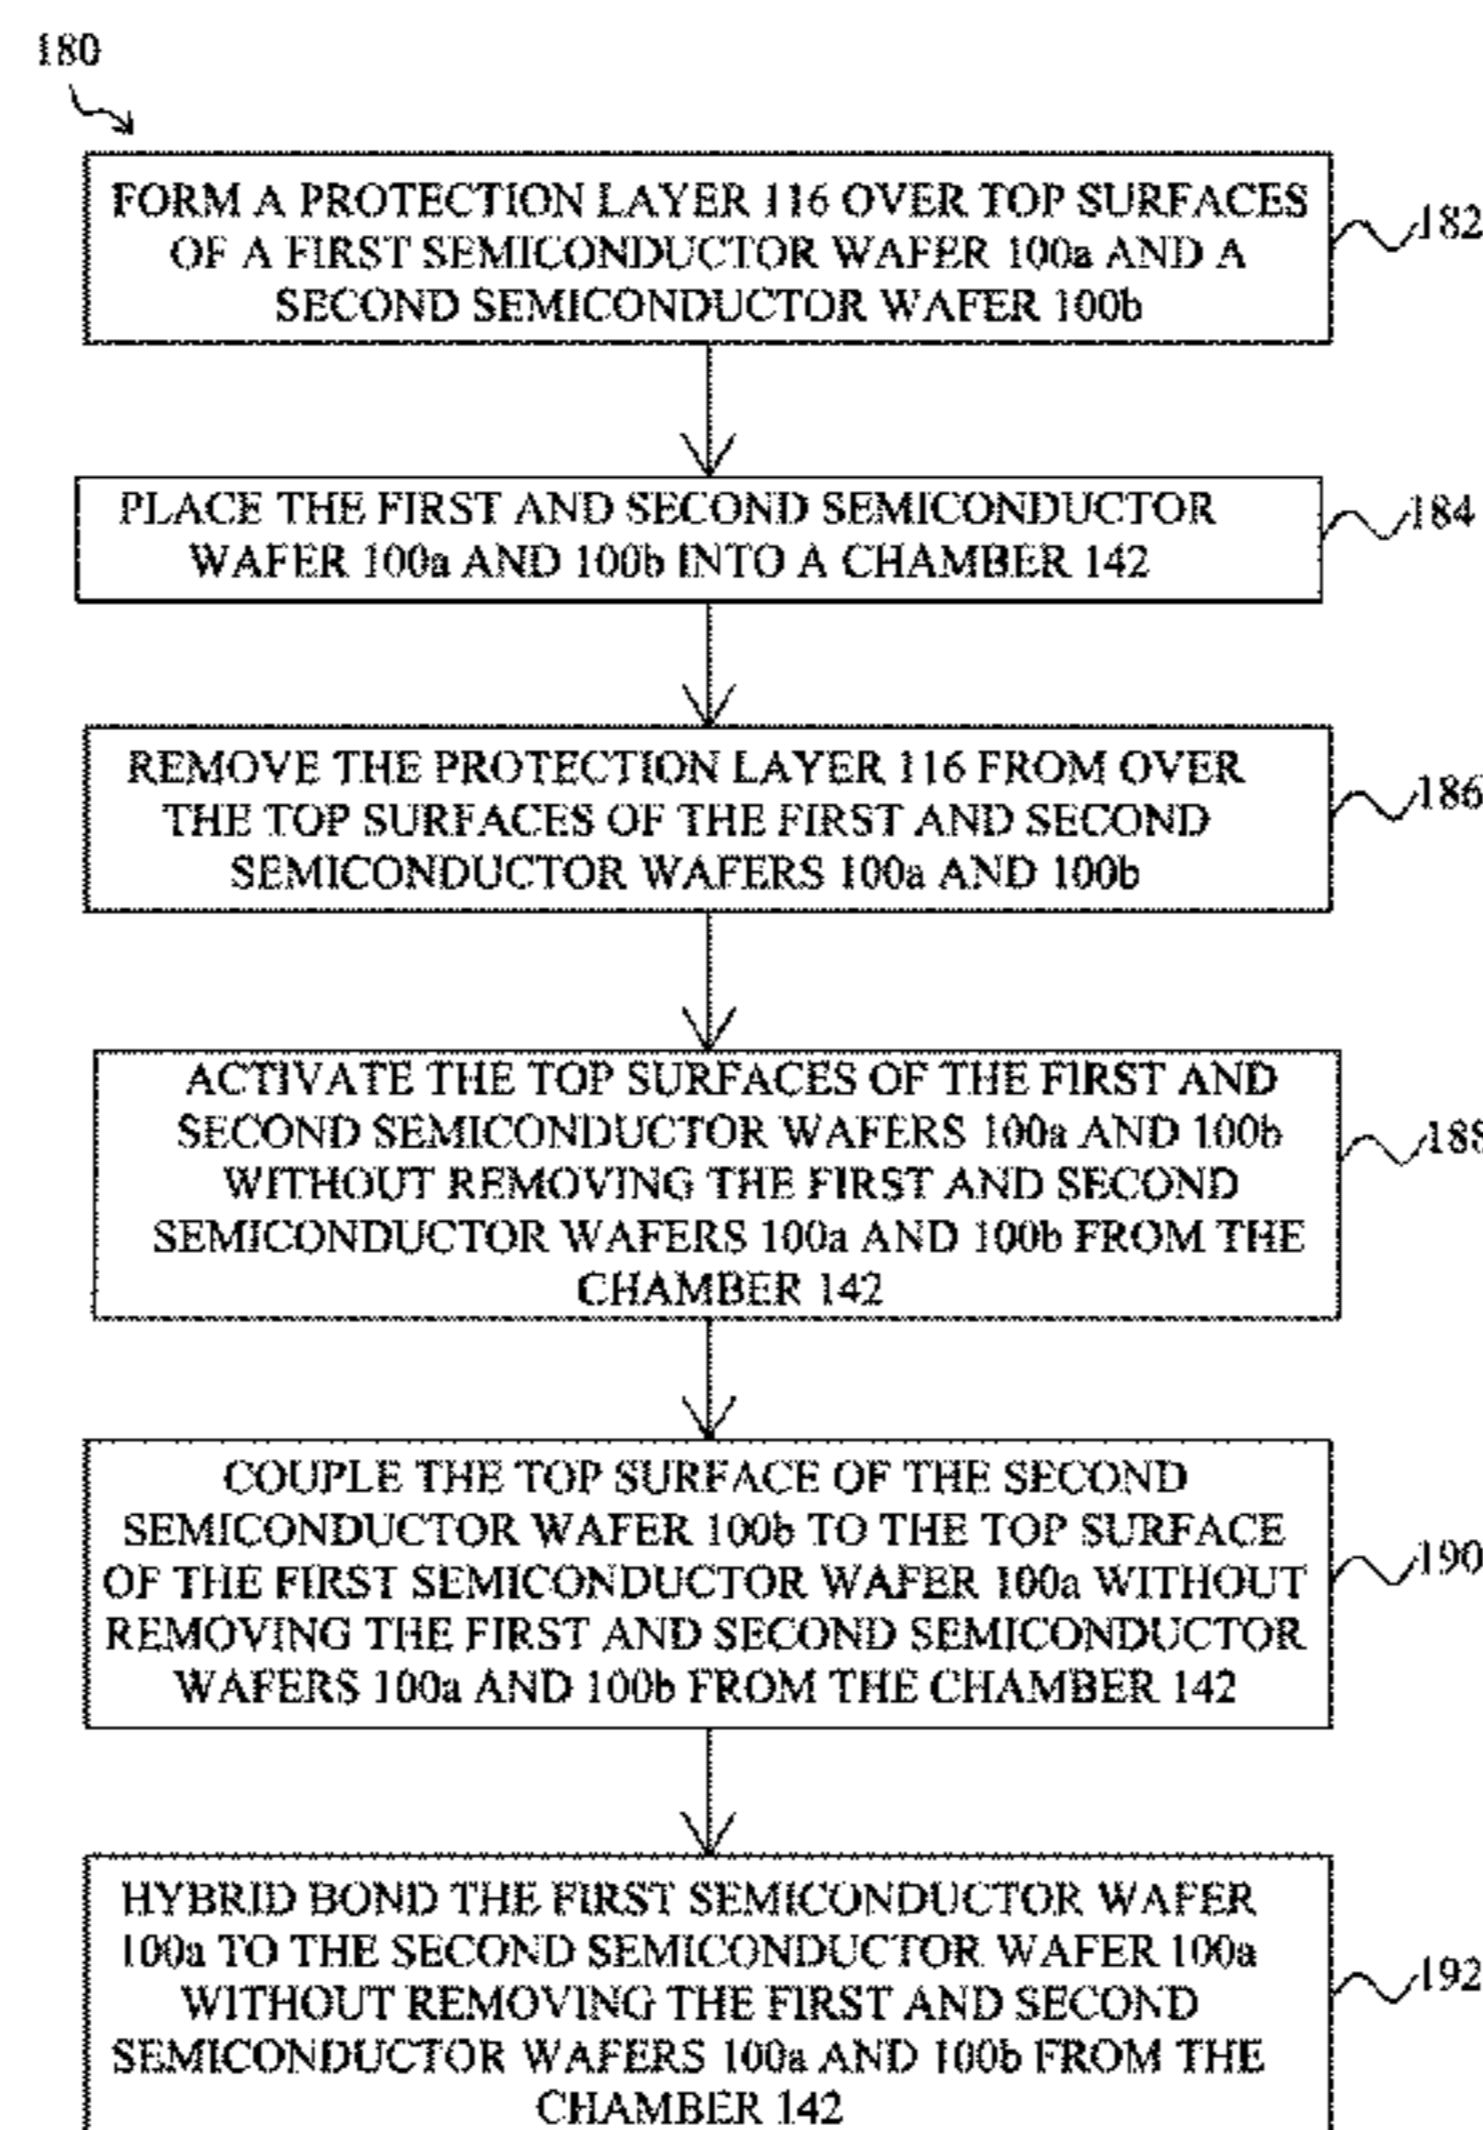 180
FORM A PROTECTION LAYER 116 OVER TOP SURFACES
OF A FIRST SEMICONDUCTOR WAFER 100a AND A
SECOND SEMICONDUCTOR WAFER 100b
182
PLACE THE FIRST AND SECOND SEMICONDUCTOR
WAFER 100a AND 100b INTO A CHAMBER 142
184
REMOVE THE PROTECTION LAYER 116 FROM OVER
THE TOP SURFACES OF THE FIRST AND SECOND
SEMICONDUCTOR WAFERS 100a AND 100b
186
ACTIVATE THE TOP SURFACES OF THE FIRST AND
SECOND SEMICONDUCTOR WAFERS 100a AND 100b
WITHOUT REMOVING THE FIRST AND SECOND
SEMICONDUCTOR WAFERS 100a AND 100b FROM THE
CHAMBER 142
188
COUPLE THE TOP SURFACE OF THE SECOND
SEMICONDUCTOR WAFER 100b TO THE TOP SURFACE
OF THE FIRST SEMICONDUCTOR WAFER 100a WITHOUT
REMOVING THE FIRST AND SECOND SEMICONDUCTOR
WAFERS 100a AND 100b FROM THE CHAMBER 142
190
HYBRID BOND THE FIRST SEMICONDUCTOR WAFER
100a TO THE SECOND SEMICONDUCTOR WAFER 100a
WITHOUT REMOVING THE FIRST AND SECOND
SEMICONDUCTOR WAFERS 100a AND 100b FROM THE
CHAMBER 142
192